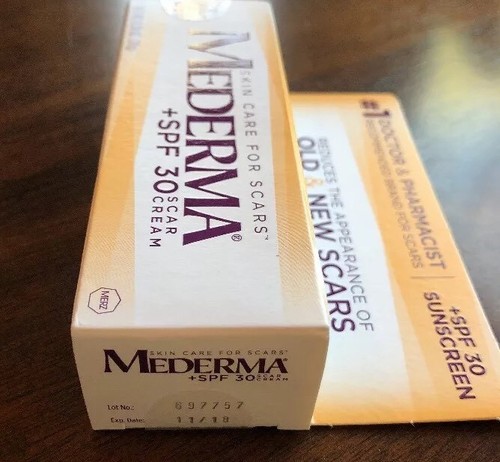 SKIN CARE FOR SCARS™
MEDERMA®
+SPF 30 SCAR CREAM
MERZ
#1 DOCTOR & PHARMACIST
RECOMMENDED BRAND FOR SCARS
REDUCES THE APPEARANCE OF
OLD & NEW SCARS
+SPF 30
SUNSCREEN
SKIN CARE FOR SCARS™
MEDERMA®
+SPF 30 SCAR CREAM
Lot No.: 697757
Exp. Date: 11/18